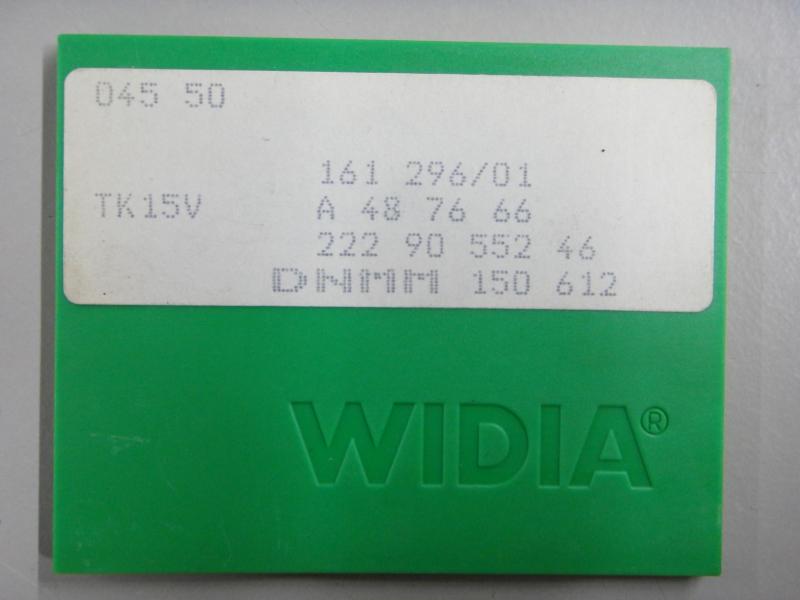 045 50
161 296/01
TK15V A 48 76 66
222 90 552 46
DNMM 150 612
WIDIA®